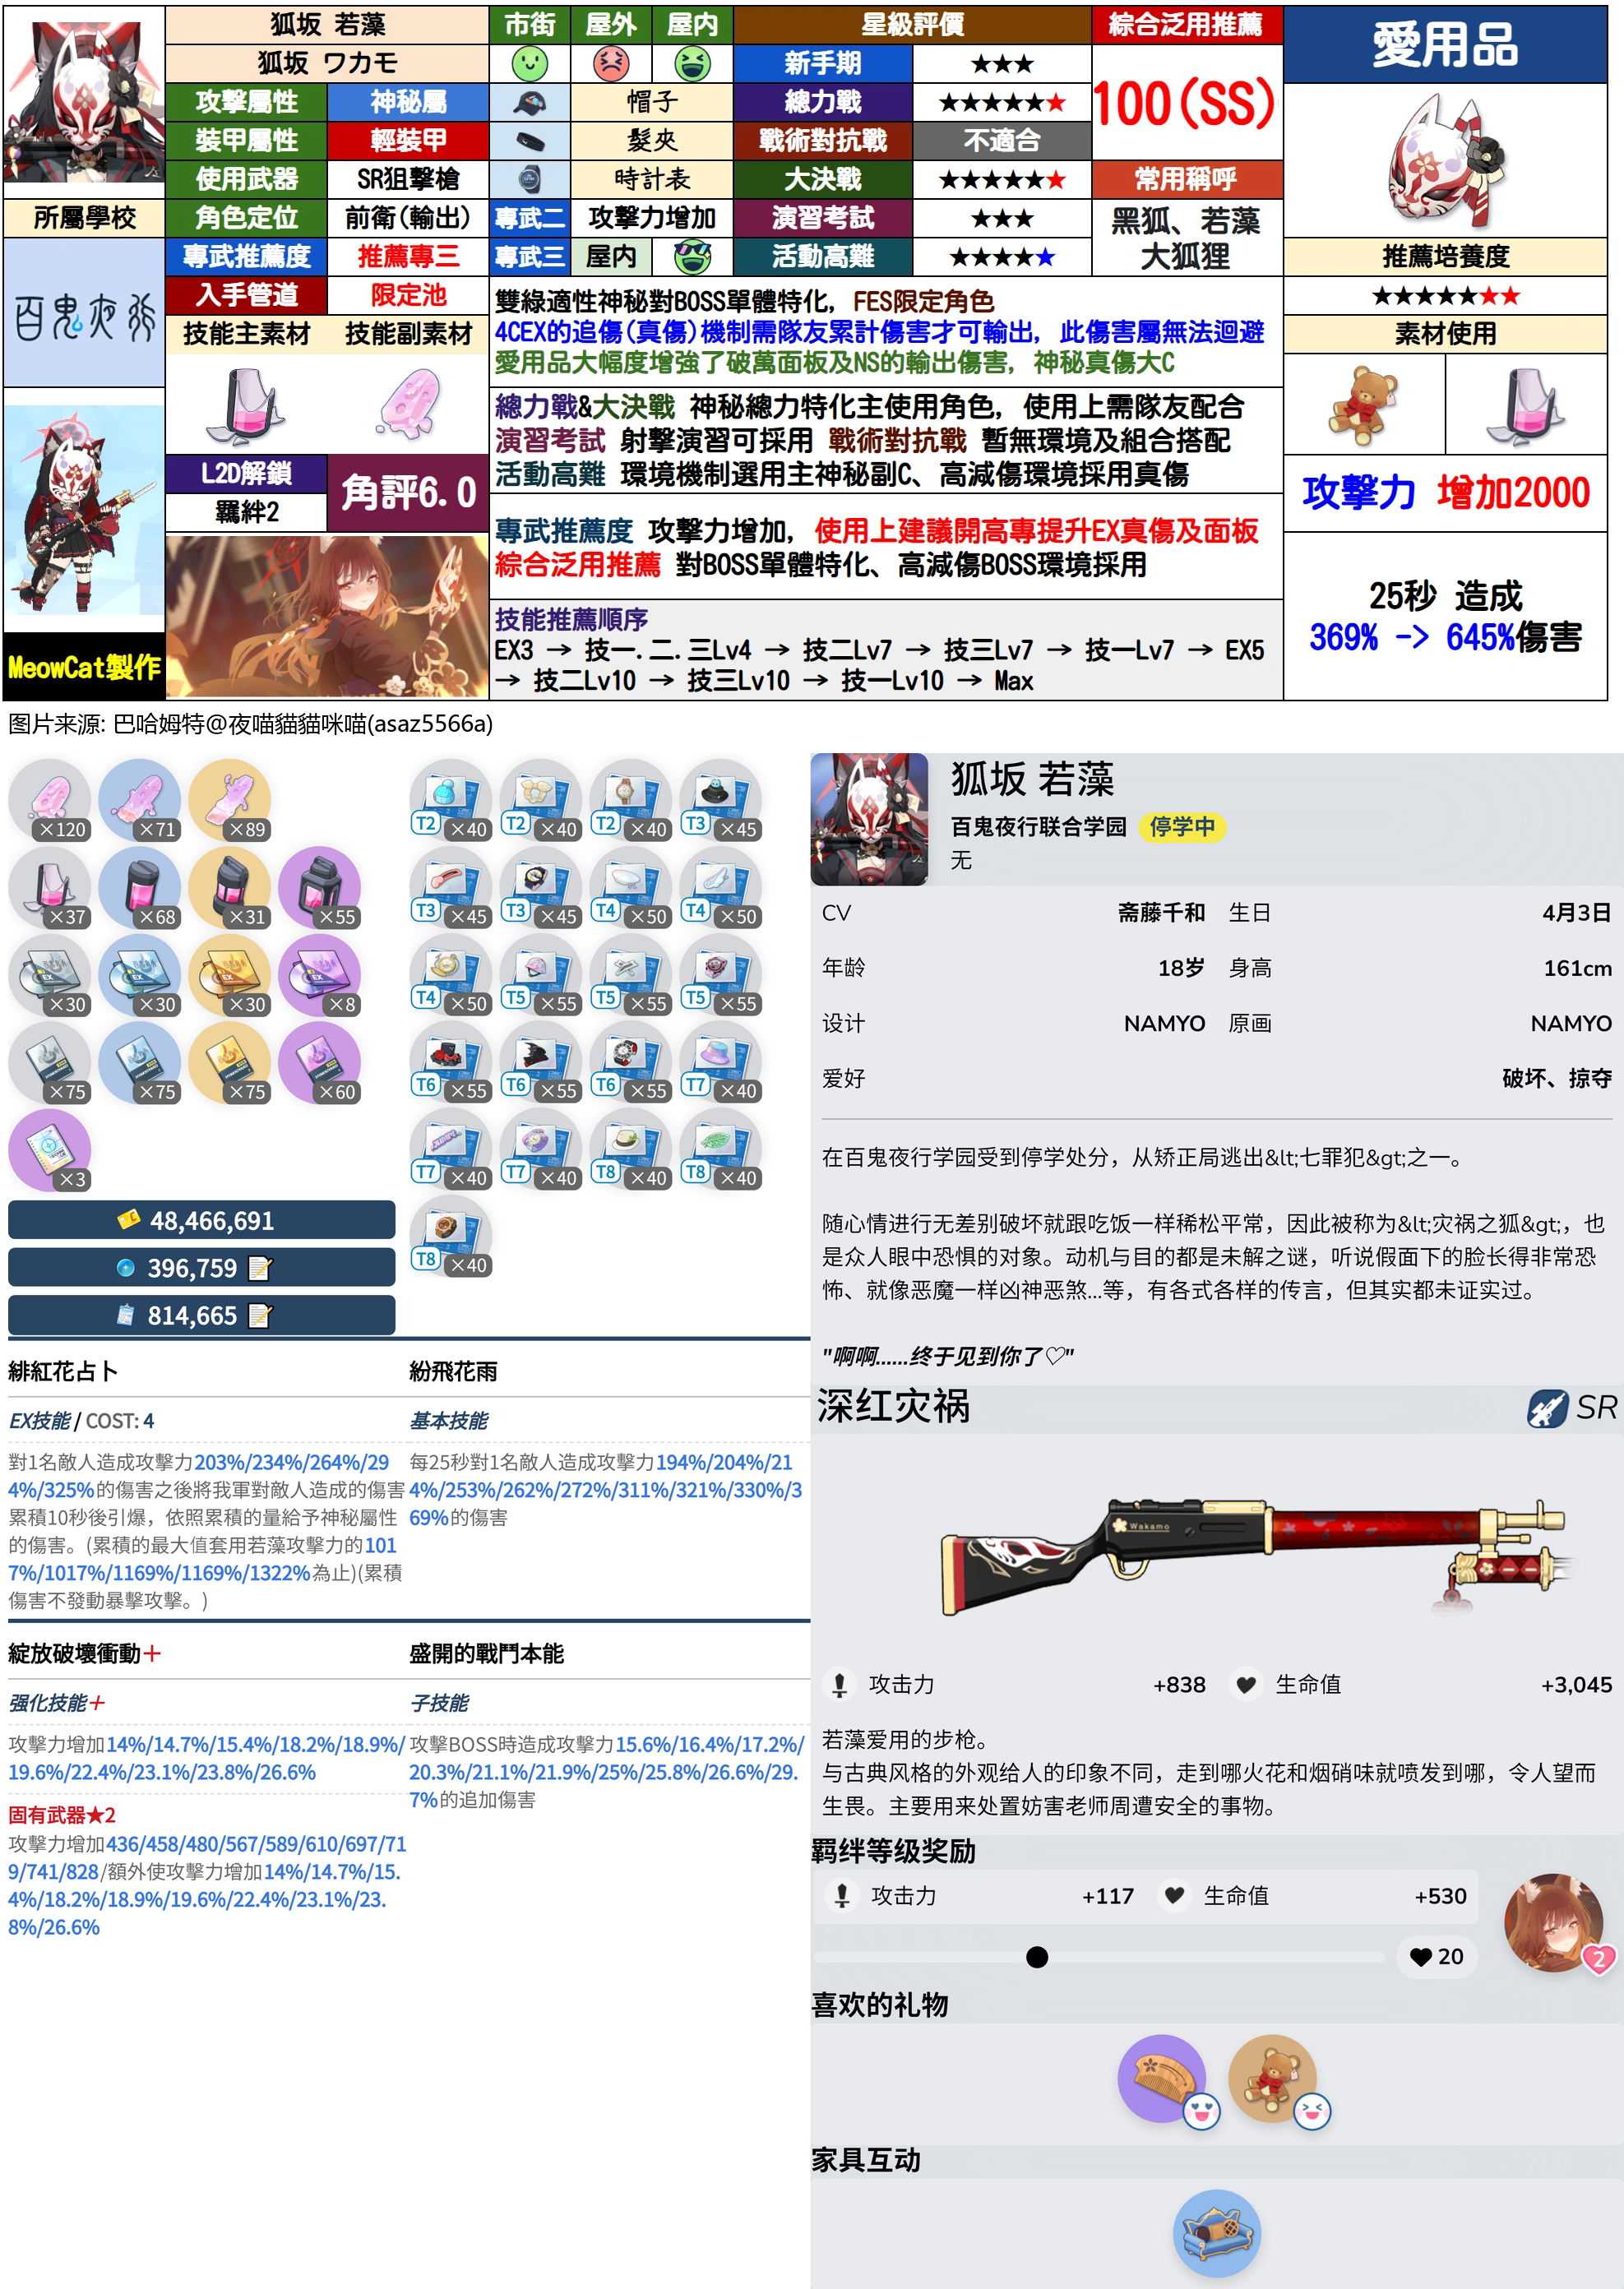 狐坂 若藻
狐坂 ワカモ
攻擊屬性 神秘屬
裝甲屬性 輕裝甲
使用武器 SR狙擊槍
角色定位 前衛(輸出)
專武推薦度 推薦專三
入手管道 限定池
技能主素材 技能副素材
L2D解鎖
羈絆2
角評6.0
所屬學校
百鬼夜行
MeowCat製作
市街 屋外 屋内
帽子
髮夾
時計表
專武二 攻擊力增加
專武三 屋内
星級評價
新手期 ★★★
總力戰 ★★★★★★
戰術對抗戰 不適合
大決戰 ★★★★★★
演習考試 ★★★
活動高難 ★★★★★
綜合泛用推薦
100(SS)
常用稱呼
黑狐、若藻
大狐狸
雙綠適性神秘對BOSS單體特化, FES限定角色
4CEX的追傷(真傷)機制需隊友累計傷害才可輸出, 此傷害屬無法迴避
愛用品大幅度增強了破萬面板及NS的輸出傷害, 神秘真傷大C
總力戰&大決戰 神秘總力特化主使用角色, 使用上需隊友配合
演習考試 射擊演習可採用 戰術對抗戰 暫無環境及組合搭配
活動高難 環境機制選用主神秘副C、高減傷環境採用真傷
專武推薦度 攻擊力增加, 使用上建議開高專提升EX真傷及面板
綜合泛用推薦 對BOSS單體特化、高減傷BOSS環境採用
技能推薦順序
EX3 → 技一.二.三Lv4 → 技二Lv7 → 技三Lv7 → 技一Lv7 → EX5
→ 技二Lv10 → 技三Lv10 → 技一Lv10 → Max
愛用品
推薦培養度
★★★★★★★
素材使用
攻擊力 增加2000
25秒 造成
369% -> 645%傷害
图片来源: 巴哈姆特@夜喵貓貓咪喵(asaz5566a)
×120 ×71 ×89
×37 ×68 ×31 ×55
×30 ×30 ×30 ×8
×75 ×75 ×75 ×60
×3
48,466,691
396,759
814,665
T2 ×40 T2 ×40 T2 ×40 T3 ×45
T3 ×45 T3 ×45 T4 ×50 T4 ×50
T4 ×50 T5 ×55 T5 ×55 T5 ×55
T6 ×55 T6 ×55 T6 ×55 T7 ×40
T7 ×40 T7 ×40 T8 ×40 T8 ×40
T8 ×40
緋紅花占卜
EX技能 / COST: 4
對1名敵人造成攻擊力203%/234%/264%/29
4%/325%的傷害之後將我軍對敵人造成的傷害
累積10秒後引爆，依照累積的量給予神秘屬性
的傷害。(累積的最大值套用若藻攻擊力的101
7%/1017%/1169%/1169%/1322%為止)(累積
傷害不發動暴擊攻擊。)
紛飛花雨
基本技能
每25秒對1名敵人造成攻擊力194%/204%/21
4%/253%/262%/272%/311%/321%/330%/3
69%的傷害
綻放破壞衝動+
强化技能+
攻擊力增加14%/14.7%/15.4%/18.2%/18.9%/
19.6%/22.4%/23.1%/23.8%/26.6%
固有武器★2
攻擊力增加436/458/480/567/589/610/697/71
9/741/828/額外使攻擊力增加14%/14.7%/15.
4%/18.2%/18.9%/19.6%/22.4%/23.1%/23.
8%/26.6%
盛開的戰鬥本能
子技能
攻擊BOSS時造成攻擊力15.6%/16.4%/17.2%/
20.3%/21.1%/21.9%/25%/25.8%/26.6%/29.
7%的追加傷害
狐坂 若藻
百鬼夜行联合学园 停学中
无
CV 斋藤千和 生日 4月3日
年龄 18岁 身高 161cm
设计 NAMYO 原画 NAMYO
爱好 破坏、掠夺
在百鬼夜行学园受到停学处分，从矫正局逃出&lt;七罪犯&gt;之一。
随心情进行无差别破坏就跟吃饭一样稀松平常，因此被称为&lt;灾祸之狐&gt;，也
是众人眼中恐惧的对象。动机与目的都是未解之谜，听说假面下的脸长得非常恐
怖、就像恶魔一样凶神恶煞...等，有各式各样的传言，但其实都未证实过。
"啊啊......终于见到你了♡"
深红灾祸 SR
Wakamo
攻击力 +838 生命值 +3,045
若藻爱用的步枪。
与古典风格的外观给人的印象不同，走到哪火花和烟硝味就喷发到哪，令人望而
生畏。主要用来处置妨害老师周遭安全的事物。
羁绊等级奖励
攻击力 +117 生命值 +530
20
2
喜欢的礼物
家具互动